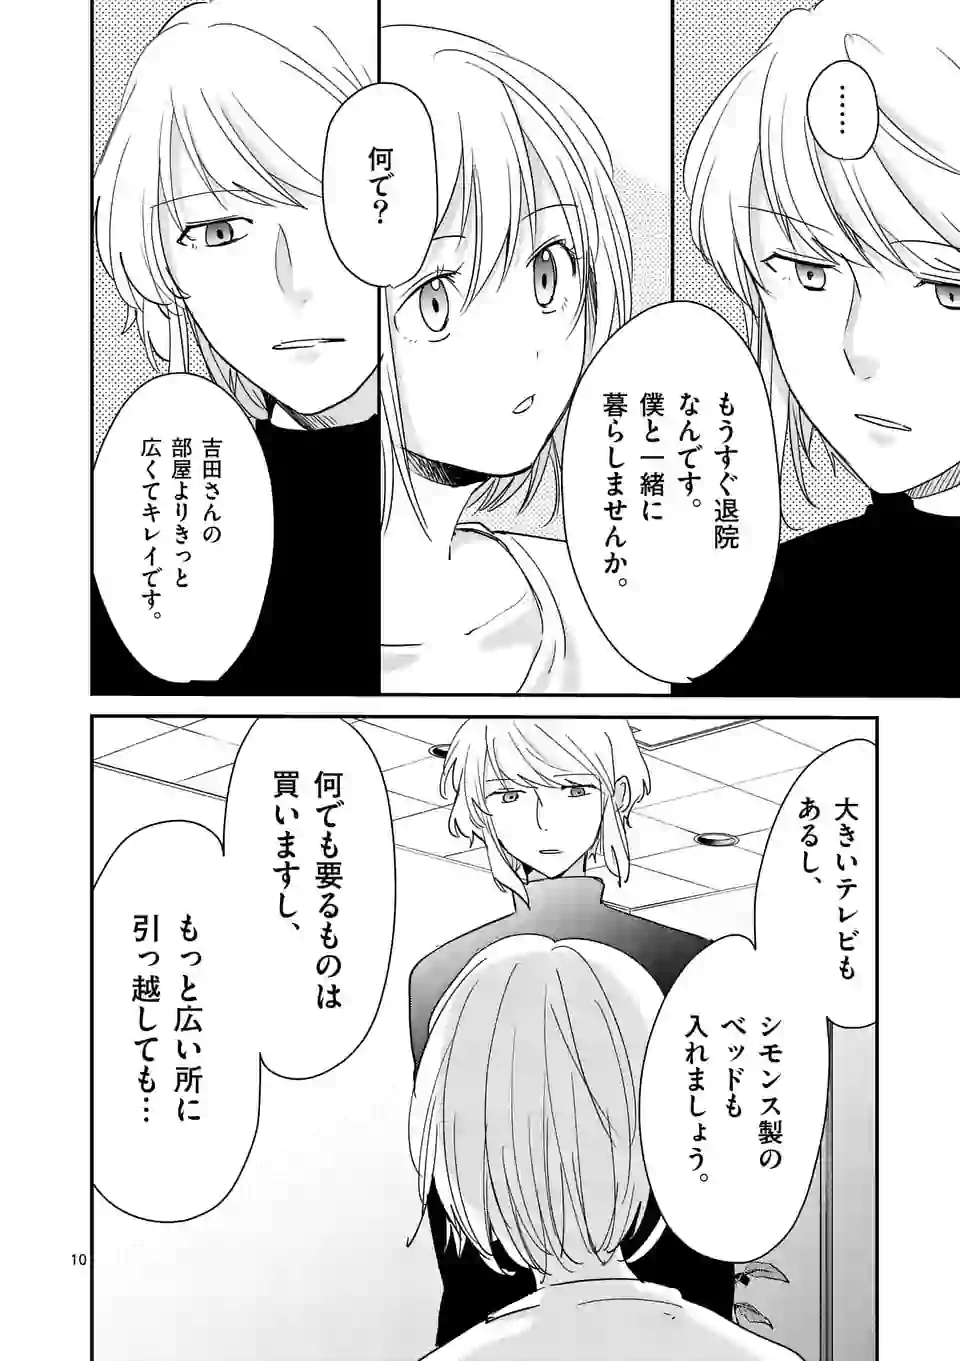 ……
もうすぐ退院
なんです。
僕と一緒に
暮らしませんか。
何で?
吉田さんの
部屋よりきっと
広くてキレイです。
大きいテレビも
あるし、
シモンス製の
ベッドも
入れましょう。
何でも要るものは
買いますし、
もっと広い所に
引っ越しても…
10